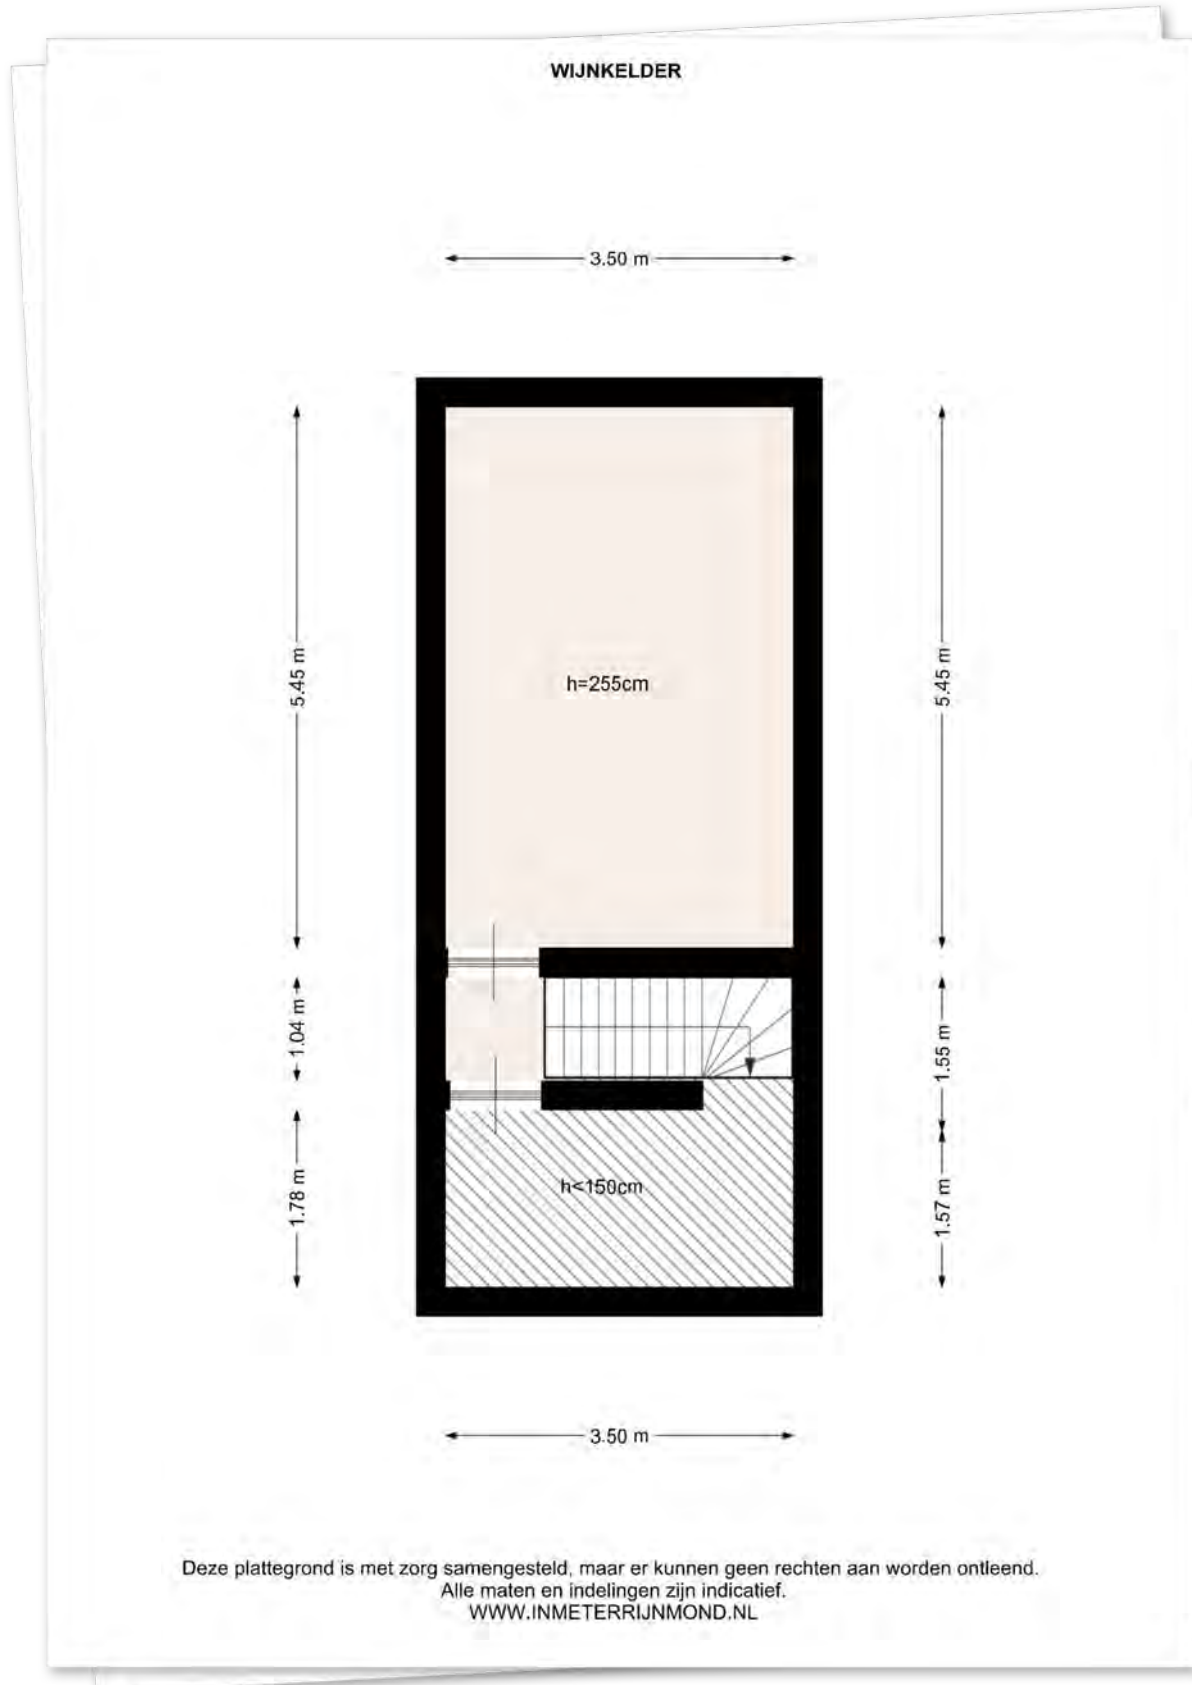 WIJNKELDER
3.50 m
5.45 m
5.45 m
h=255cm
1.04 m
1.55 m
1.78 m
h<150cm
1.57 m
3.50 m
Deze plattegrond is met zorg samengesteld, maar er kunnen geen rechten aan worden ontleend.
Alle maten en indelingen zijn indicatief.
WWW.INMETERRIJNMOND.NL